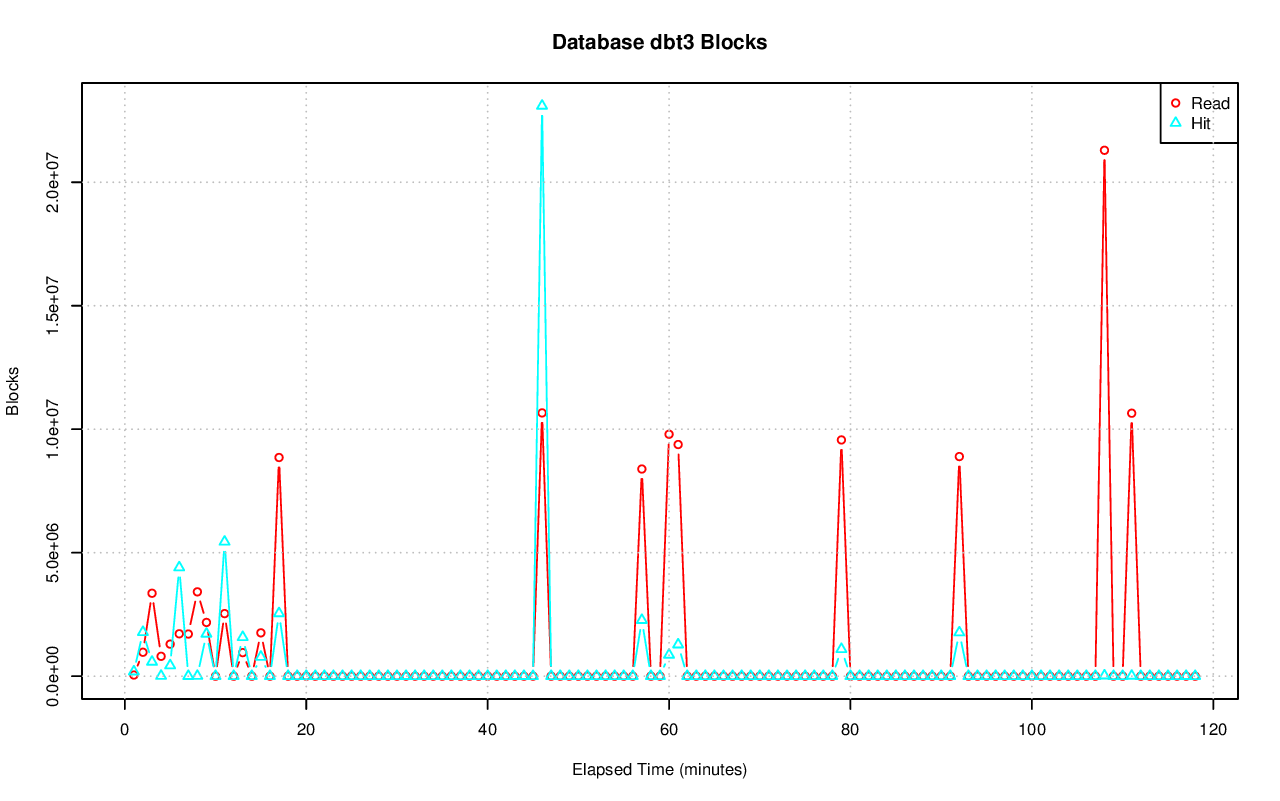 Database dbt3 Blocks
Read
Hit
Blocks
2.0e+07
1.5e+07
1.0e+07
5.0e+06
0.0e+00
0 20 40 60 80 100 120
Elapsed Time (minutes)